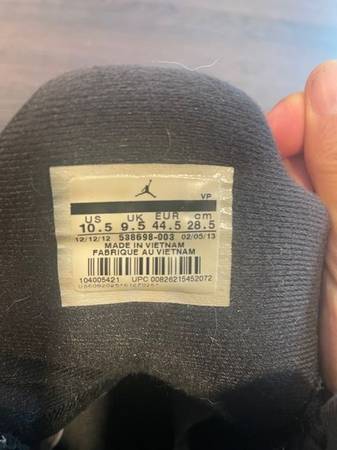 VP
US UK EUR cm
10.5 9.5 44.5 28.5
12/12/12 538698-003 02/05/13
MADE IN VIETNAM
FABRIQUE AU VIETNAM
104005421 UPC 00826215452072